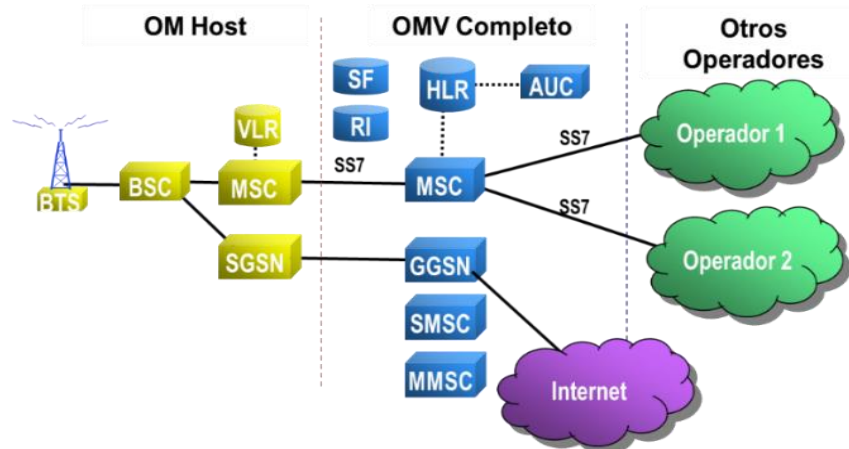 OM Host
OMV Completo
Otros
Operadores
SF
HLR
AUC
RI
VLR
Operador 1
SS7
SS7
BTS
BSC
MSC
MSC
SS7
SGSN
GGSN
Operador 2
SMSC
MMSC
Internet